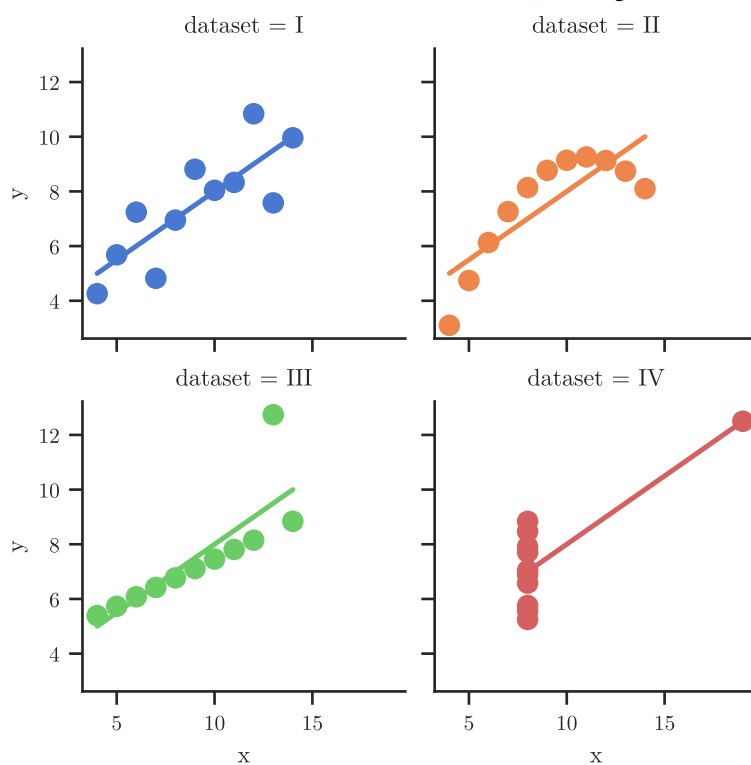 dataset = I
dataset = II
y
12
10
8
6
4
dataset = III
dataset = IV
y
12
10
8
6
4
5
10
15
5
10
15
x
x